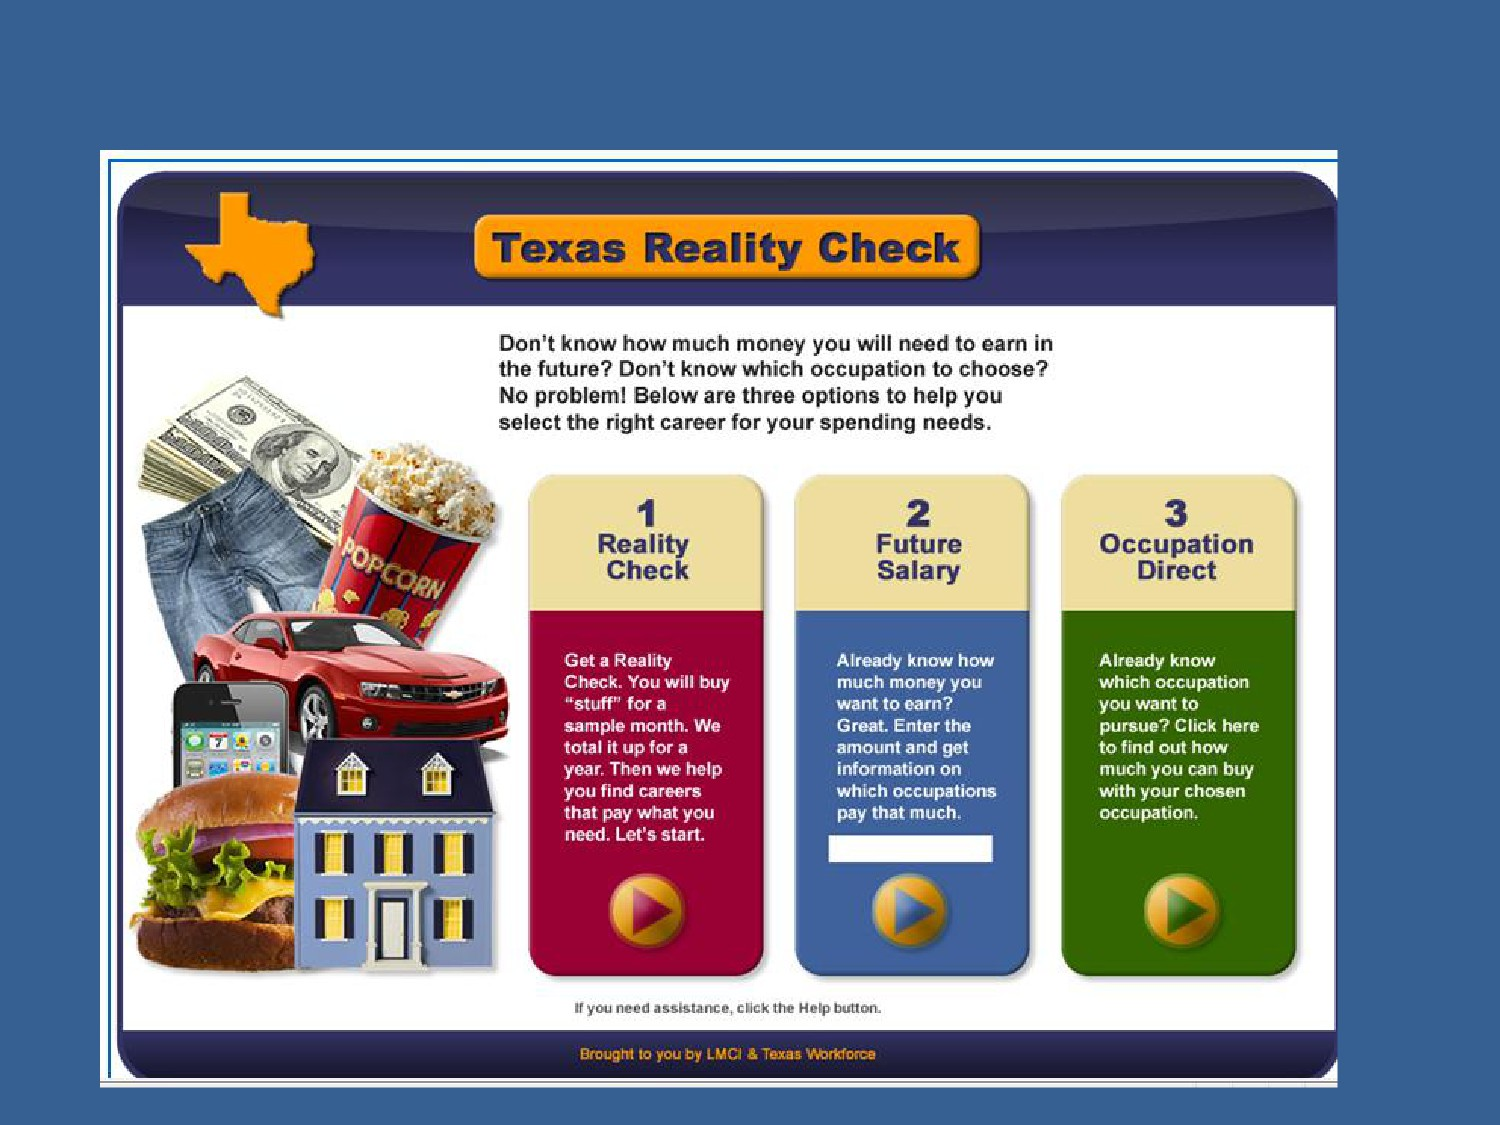 Texas Reality Check
Don't know how much money you will need to earn in
the future? Don't know which occupation to choose?
No problem! Below are three options to help you
select the right career for your spending needs.
POPCORN
7
1
Reality
Check
Get a Reality
Check. You will buy
“stuff” for a
sample month. We
total it up for a
year. Then we help
you find careers
that pay what you
need. Let's start.
2
Future
Salary
Already know how
much money you
want to earn?
Great. Enter the
amount and get
information on
which occupations
pay that much.
3
Occupation
Direct
Already know
which occupation
you want to
pursue? Click here
to find out how
much you can buy
with your chosen
occupation.
If you need assistance, click the Help button.
Brought to you by LMCI & Texas Workforce